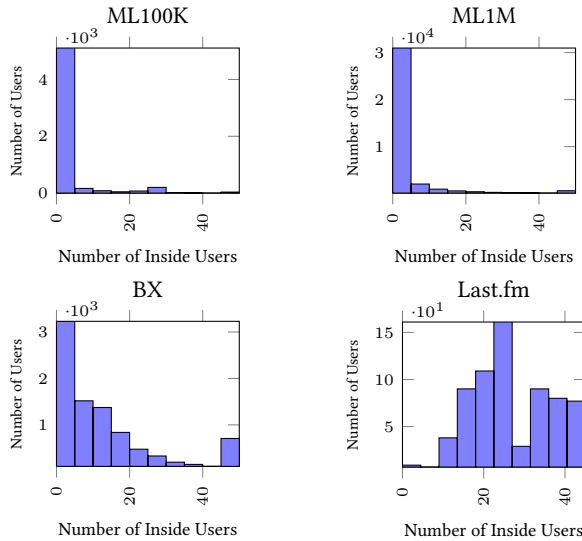 ML100K
·10³
4
2
0
0
20
40
Number of Users
Number of Inside Users
ML1M
·10⁴
3
1
0
20
40
Number of Users
Number of Inside Users
BX
·10³
3
1
0
20
40
Number of Users
Number of Inside Users
Last.fm
·10¹
15
10
5
0
20
40
Number of Users
Number of Inside Users